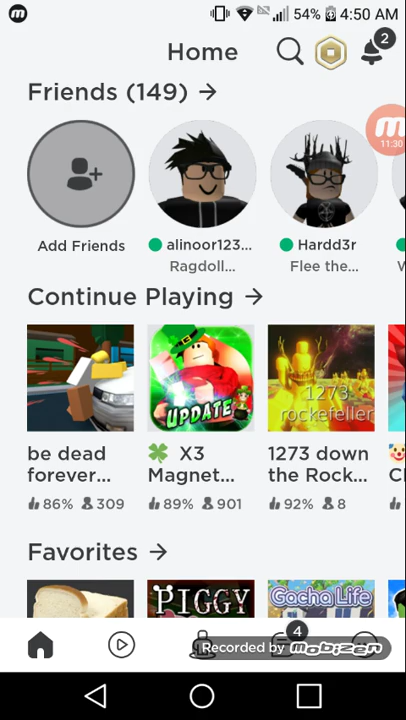 54% 4:50 AM
Home
2
Friends (149) →
11:30
Add Friends
alinoor123...
Hardd3r
Ragdoll...
Flee the...
Continue Playing →
UPDATE
1273
rockefeller
be dead
forever...
🍀 X3
Magnet...
1273 down
the Rock...
86% 309
89% 901
92% 8
Favorites →
PIGGY
Gacha Life
4
Recorded by mobizen